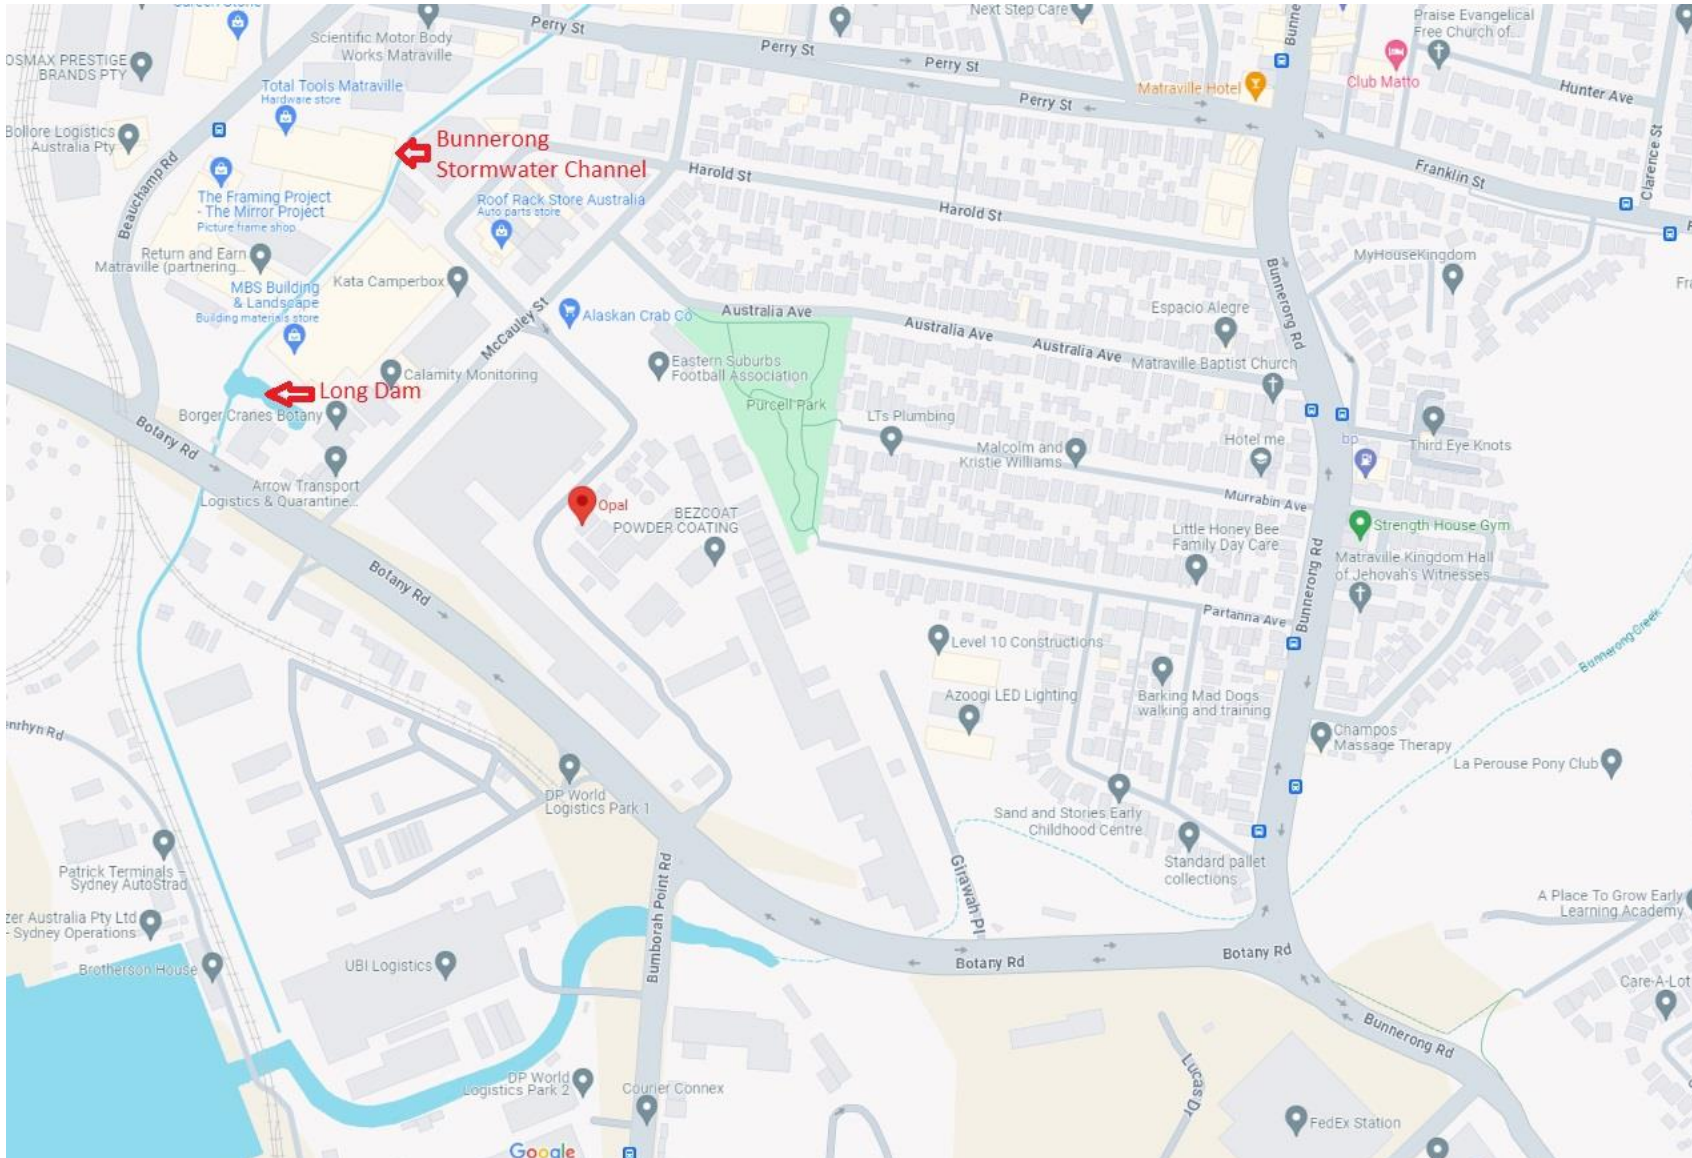 Next Step Care
Praise Evangelical
Free Church of...
Perry St
Scientific Motor Body
Works Matraville
OSMAX PRESTIGE
BRANDS PTY
Perry St
Perry St
Club Matto
Total Tools Matraville
Hardware store
Matraville Hotel
Hunter Ave
Perry St
Bollore Logistics
Australia Pty
Bunnerong
Stormwater Channel
Clarence St
Franklin St
Beauchamp Rd
Harold St
The Framing Project
- The Mirror Project
Picture frame shop
Roof Rack Store Australia
Auto parts store
Harold St
Return and Earn
Matraville (partnering...
MyHouseKingdom
Kata Camperbox
MBS Building
& Landscape
Building materials store
Bunnerong Rd
Espacio Alegre
McCauley St
Alaskan Crab Co
Australia Ave
Australia Ave
Australia Ave
Eastern Suburbs
Football Association
Matraville Baptist Church
Calamity Monitoring
Long Dam
Purcell Park
Borger Cranes Botany
LTs Plumbing
Botany Rd
Malcolm and
Kristie Williams
Hotel me
bp
Third Eye Knots
Arrow Transport
Logistics & Quarantine...
Murrabin Ave
Opal
BEZCOAT
POWDER COATING
Strength House Gym
Little Honey Bee
Family Day Care
Matraville Kingdom Hall
of Jehovah's Witnesses
Botany Rd
Bunnerong Rd
Partanna Ave
Level 10 Constructions
Bunnerong Creek
Azoogi LED Lighting
Barking Mad Dogs
walking and training
Champos
Massage Therapy
La Perouse Pony Club
DP World
Logistics Park 1
Sand and Stories Early
Childhood Centre
Standard pallet
collections
Girawah Pl
Patrick Terminals –
Sydney AutoStrad
Bumborah Point Rd
A Place To Grow Early
Learning Academy
zer Australia Pty Ltd
- Sydney Operations
Brotherson House
UBI Logistics
Botany Rd
Botany Rd
Care-A-Lot
Bunnerong Rd
Lucas Dr
DP World
Logistics Park 2
Courier Connex
FedEx Station
Google